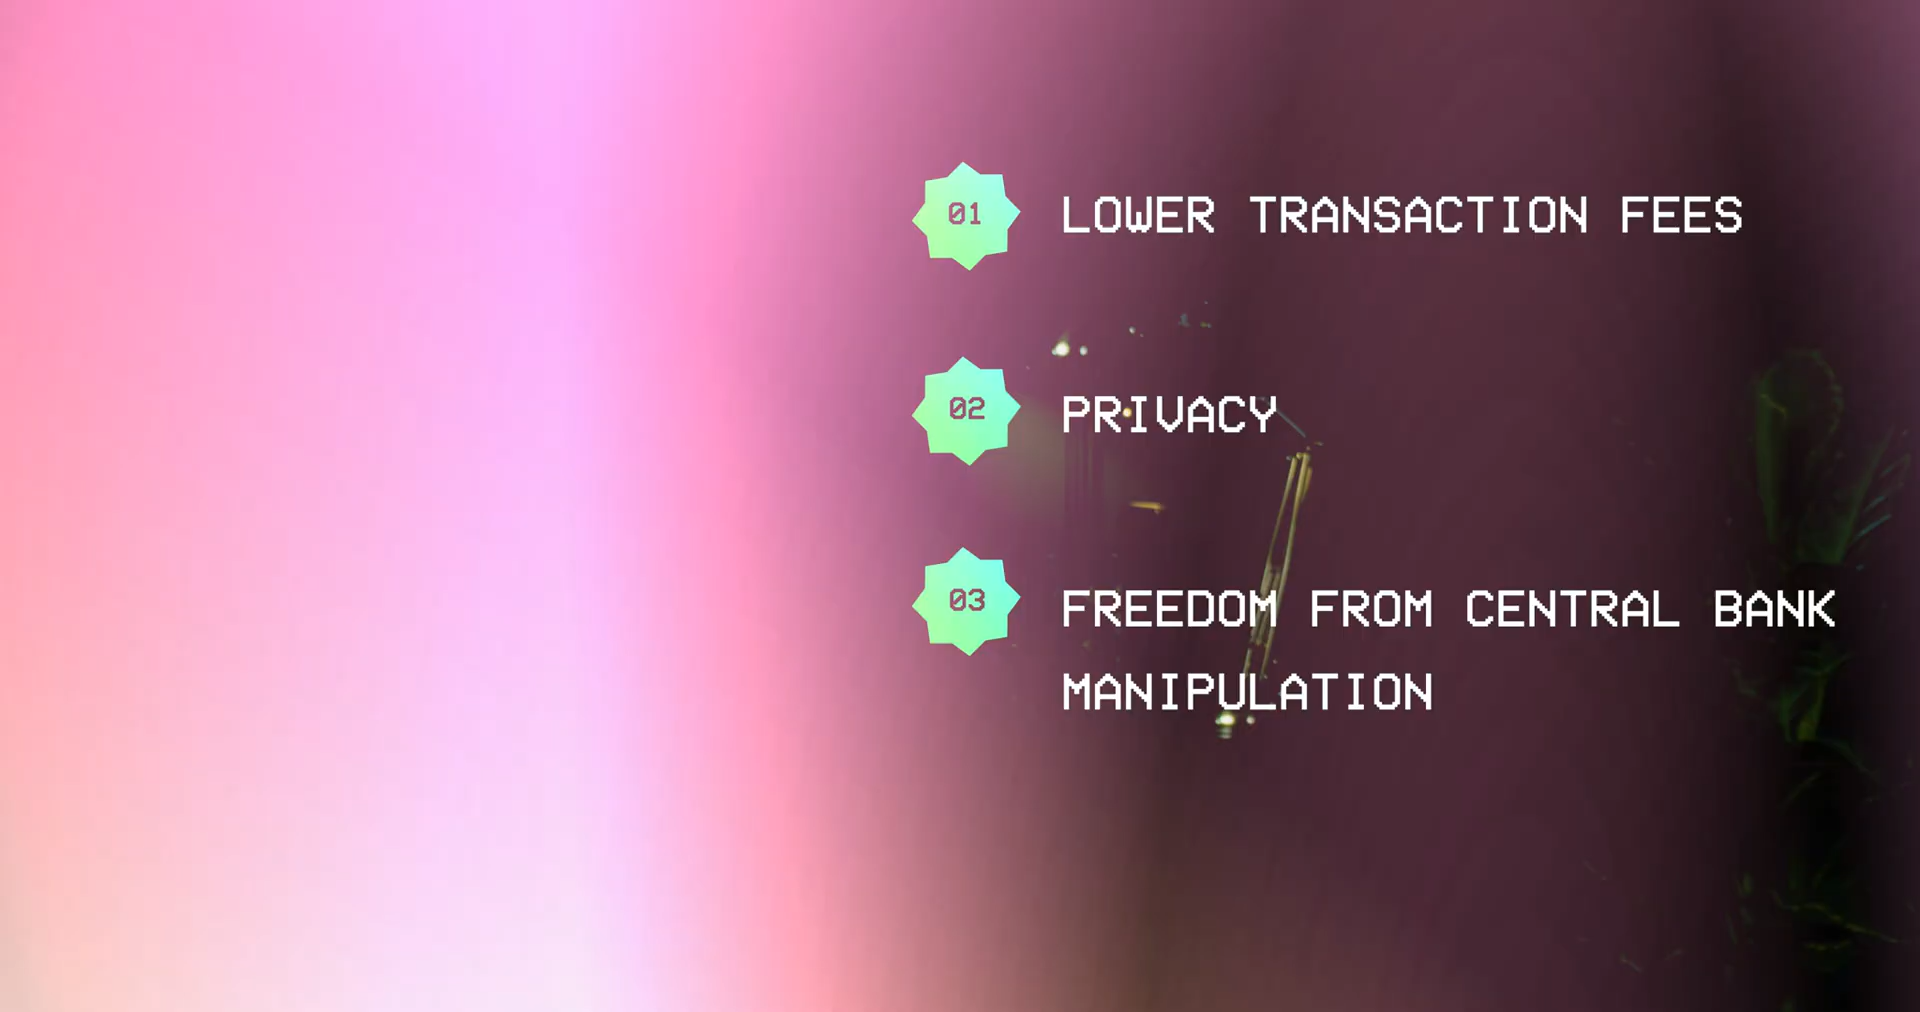 01 LOWER TRANSACTION FEES
02 PRIVACY
03 FREEDOM FROM CENTRAL BANK
MANIPULATION